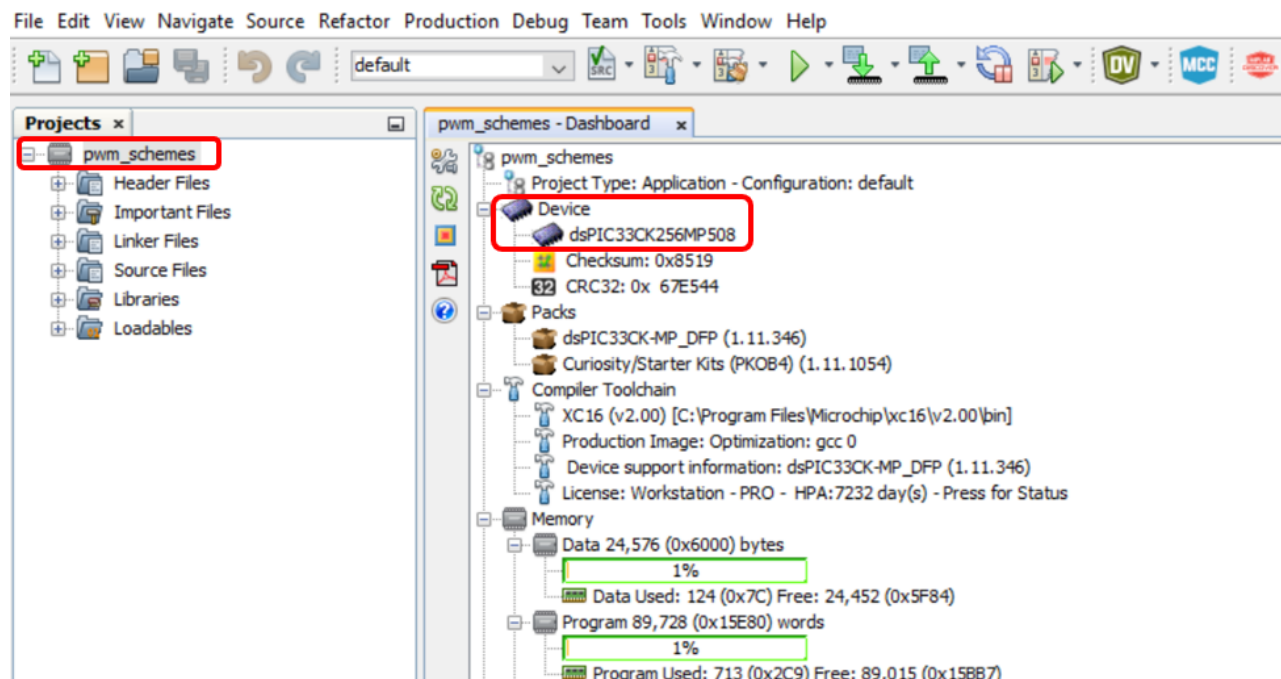 File Edit View Navigate Source Refactor Production Debug Team Tools Window Help
default
SRC
DV
MCC
Projects
pwm_schemes - Dashboard
pwm_schemes
Header Files
Important Files
Linker Files
Source Files
Libraries
Loadables
pwm_schemes
Project Type: Application - Configuration: default
Device
dsPIC33CK256MP508
Checksum: 0x8519
32 CRC32: 0x 67E544
Packs
dsPIC33CK-MP_DFP (1.11.346)
Curiosity/Starter Kits (PKOB4) (1.11.1054)
Compiler Toolchain
XC16 (v2.00) [C:\Program Files\Microchip\xc16\v2.00\bin]
Production Image: Optimization: gcc 0
Device support information: dsPIC33CK-MP_DFP (1.11.346)
License: Workstation - PRO - HPA:7232 day(s) - Press for Status
Memory
Data 24,576 (0x6000) bytes
1%
Data Used: 124 (0x7C) Free: 24,452 (0x5F84)
Program 89,728 (0x15E80) words
1%
Program Used: 713 (0x2C9) Free: 89,015 (0x15BB7)